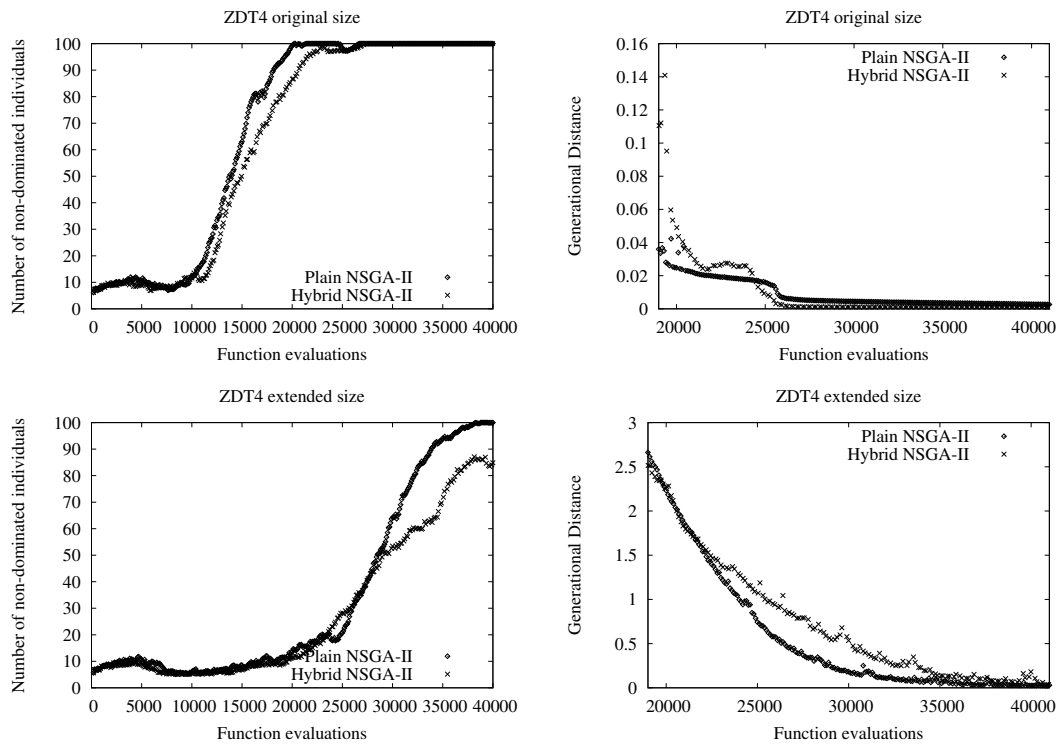 ZDT4 original size
Number of non-dominated individuals
100
90
80
70
60
50
40
30
20
10
0
0 5000 10000 15000 20000 25000 30000 35000 40000
Function evaluations
Plain NSGA-II
Hybrid NSGA-II
ZDT4 original size
Generational Distance
0.16
0.14
0.12
0.1
0.08
0.06
0.04
0.02
0
20000 25000 30000 35000 40000
Function evaluations
Plain NSGA-II
Hybrid NSGA-II
ZDT4 extended size
Number of non-dominated individuals
100
90
80
70
60
50
40
30
20
10
0
0 5000 10000 15000 20000 25000 30000 35000 40000
Function evaluations
Plain NSGA-II
Hybrid NSGA-II
ZDT4 extended size
Generational Distance
3
2.5
2
1.5
1
0.5
0
20000 25000 30000 35000 40000
Function evaluations
Plain NSGA-II
Hybrid NSGA-II